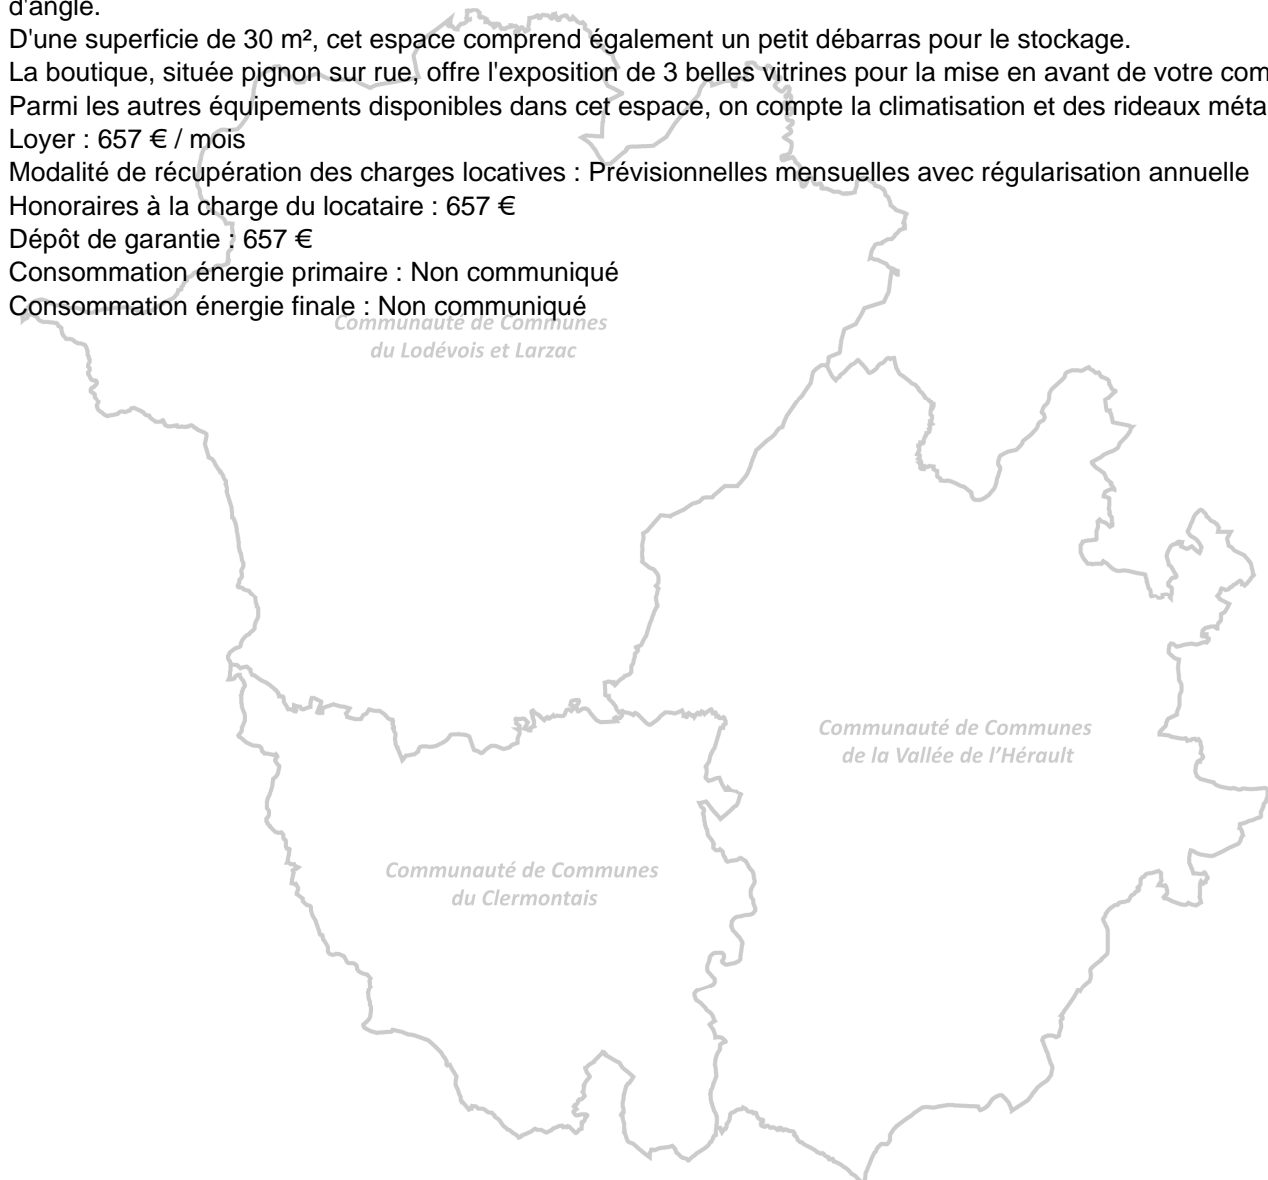 d'angle.
D'une superficie de 30 m², cet espace comprend également un petit débarras pour le stockage.
La boutique, située pignon sur rue, offre l'exposition de 3 belles vitrines pour la mise en avant de votre com
Parmi les autres équipements disponibles dans cet espace, on compte la climatisation et des rideaux méta
Loyer : 657 € / mois
Modalité de récupération des charges locatives : Prévisionnelles mensuelles avec régularisation annuelle
Honoraires à la charge du locataire : 657 €
Dépôt de garantie : 657 €
Consommation énergie primaire : Non communiqué
Consommation énergie finale : Non communiqué
Communauté de Communes
du Lodévois et Larzac
Communauté de Communes
de la Vallée de l'Hérault
Communauté de Communes
du Clermontais